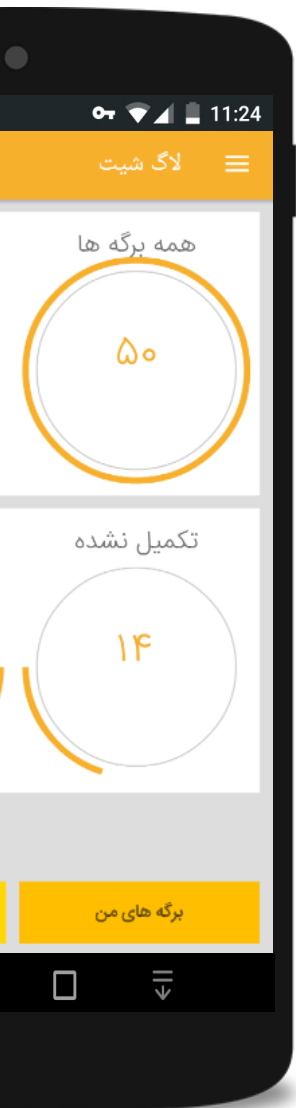 11:24
لاگ شیت
همه برگه ها
۵۰
تکمیل نشده
۱۴
برگه های من